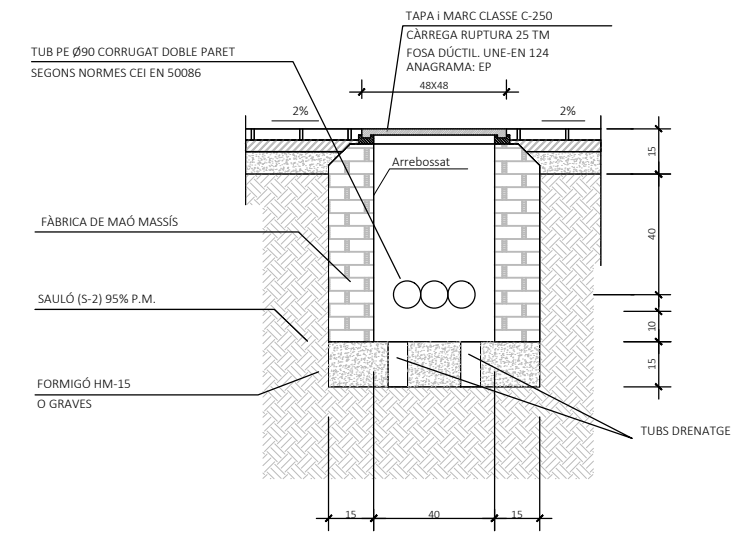 TAPA i MARC CLASSE C-250
CÀRREGA RUPTURA 25 TM
FOSA DÚCTIL. UNE-EN 124
ANAGRAMA: EP
TUB PE Ø90 CORRUGAT DOBLE PARET
SEGONS NORMES CEI EN 50086
48X48
2%
2%
Arrebossat
15
40
10
15
FÀBRICA DE MAÓ MASSÍS
SAULÓ (S-2) 95% P.M.
FORMIGÓ HM-15
O GRAVES
TUBS DRENATGE
15
40
15